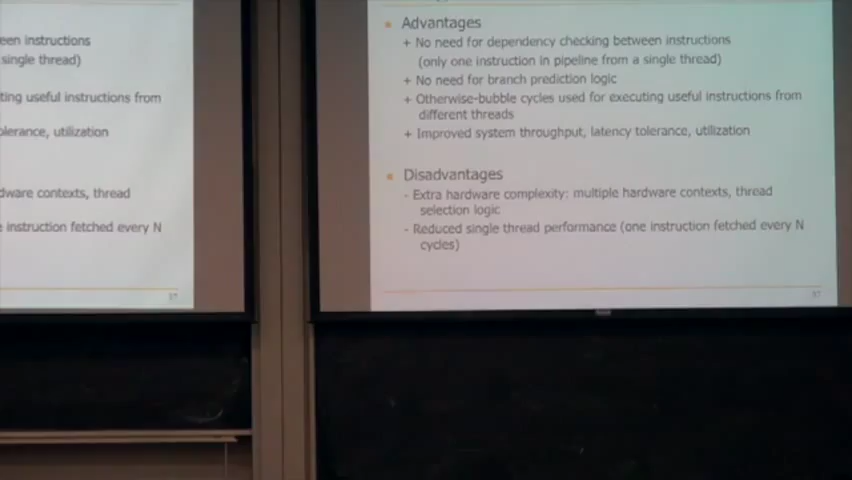 een instructions
single thread)
ting useful instructions from
olerance, utilization
dware contexts, thread
e instruction fetched every N
37
Advantages
+ No need for dependency checking between instructions
(only one instruction in pipeline from a single thread)
+ No need for branch prediction logic
+ Otherwise-bubble cycles used for executing useful instructions from
different threads
+ Improved system throughput, latency tolerance, utilization
Disadvantages
- Extra hardware complexity: multiple hardware contexts, thread
selection logic
- Reduced single thread performance (one instruction fetched every N
cycles)
37